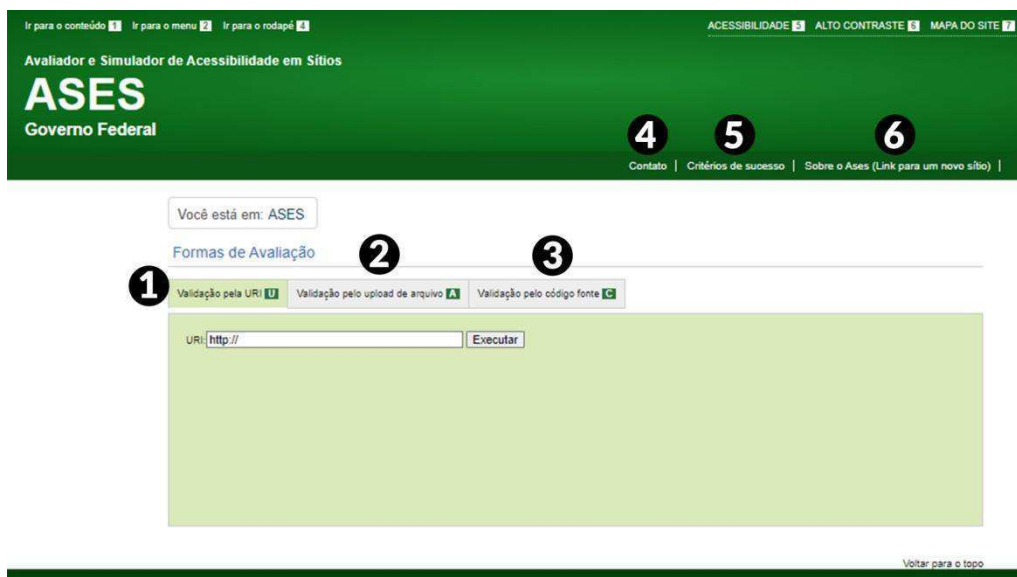 Ir para o conteúdo 1 Ir para o menu 2 Ir para o rodapé 4 ACESSIBILIDADE 5 ALTO CONTRASTE 6 MAPA DO SITE 7
Avaliador e Simulador de Acessibilidade em Sítios
ASES
Governo Federal
4 5 6
Contato | Critérios de sucesso | Sobre o Ases (Link para um novo sítio) |
Você está em: ASES
Formas de Avaliação
1 2 3
Validação pela URI U Validação pelo upload de arquivo A Validação pelo código fonte C
URI: http:// Executar
Voltar para o topo